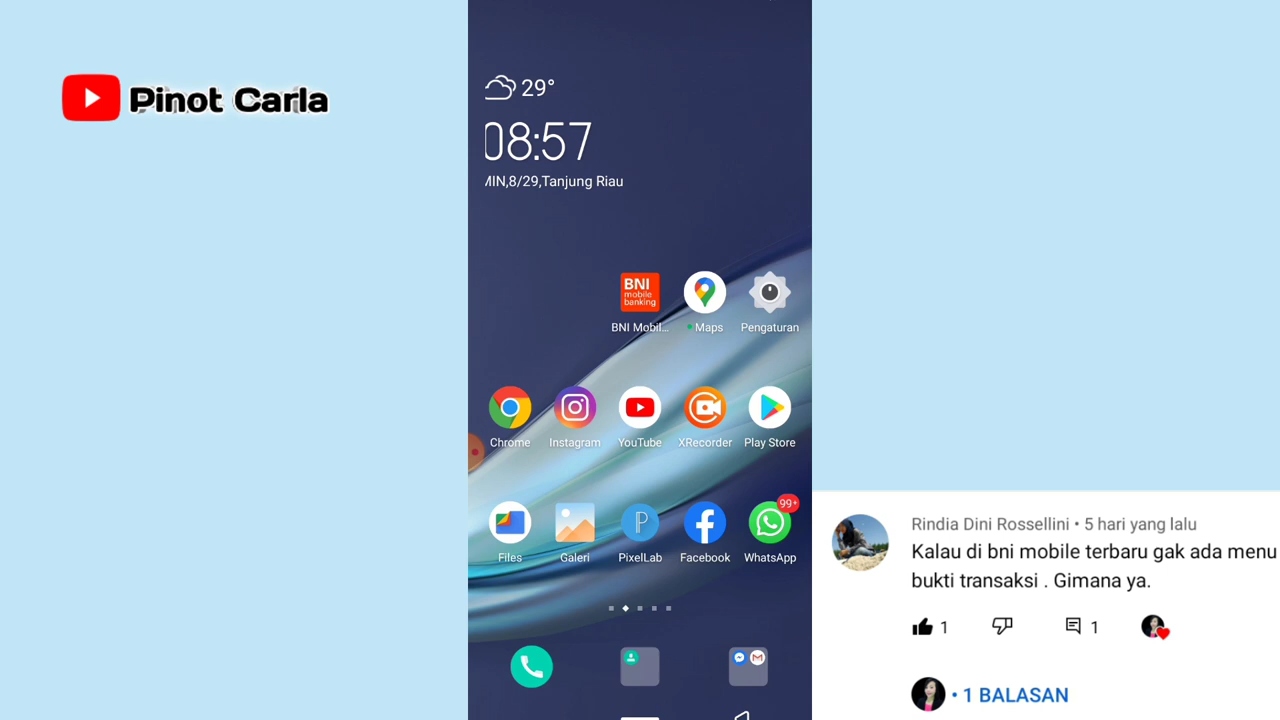 Pinot Carla
29°
08:57
MIN,8/29,Tanjung Riau
BNI
mobile
banking
BNI Mobil...
Maps
Pengaturan
Chrome
Instagram
YouTube
XRecorder
Play Store
99+
Files
Galeri
PixelLab
Facebook
WhatsApp
Rindia Dini Rossellini • 5 hari yang lalu
Kalau di bni mobile terbaru gak ada menu
bukti transaksi . Gimana ya.
1
1
• 1 BALASAN